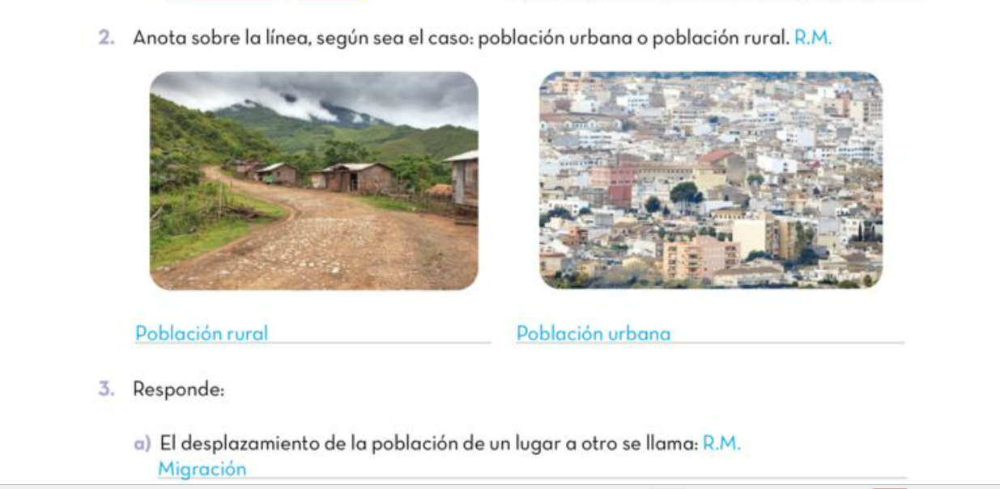 2. Anota sobre la línea, según sea el caso: población urbana o población rural. R.M.
Población rural
Población urbana
3. Responde:
a) El desplazamiento de la población de un lugar a otro se llama: R.M.
Migración